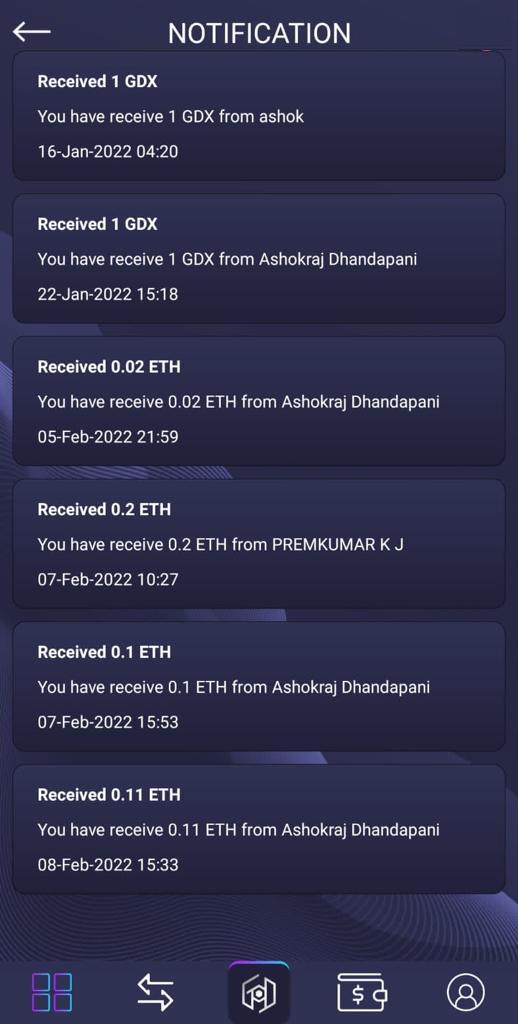 NOTIFICATION
Received 1 GDX
You have receive 1 GDX from ashok
16-Jan-2022 04:20
Received 1 GDX
You have receive 1 GDX from Ashokraj Dhandapani
22-Jan-2022 15:18
Received 0.02 ETH
You have receive 0.02 ETH from Ashokraj Dhandapani
05-Feb-2022 21:59
Received 0.2 ETH
You have receive 0.2 ETH from PREMKUMAR K J
07-Feb-2022 10:27
Received 0.1 ETH
You have receive 0.1 ETH from Ashokraj Dhandapani
07-Feb-2022 15:53
Received 0.11 ETH
You have receive 0.11 ETH from Ashokraj Dhandapani
08-Feb-2022 15:33